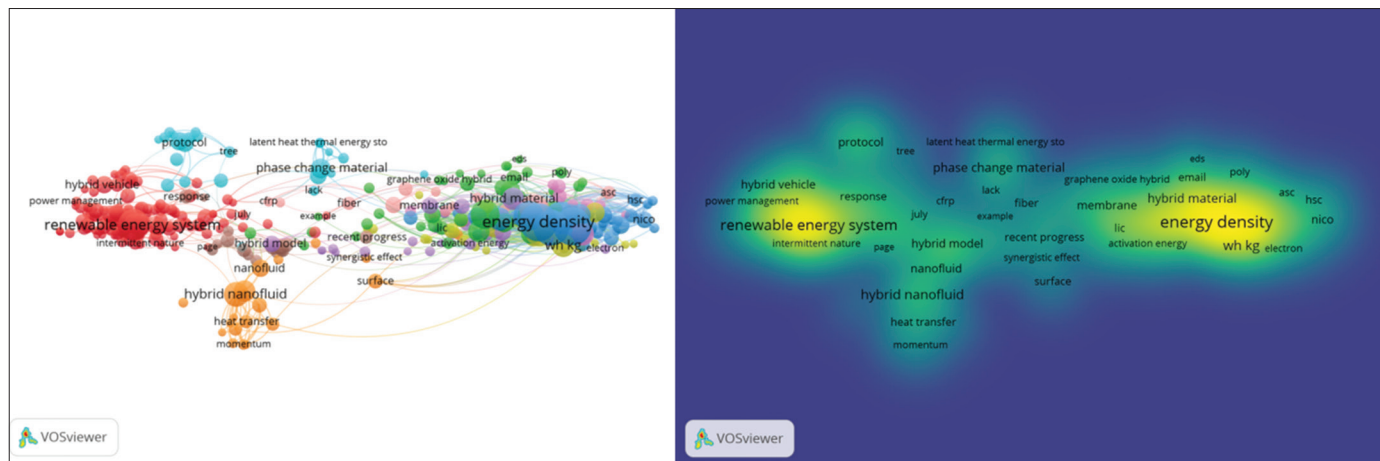 protocol
tree
latent heat thermal energy sto
phase change material
eds
poly
graphene oxide hybrid
email
hybrid vehicle
response
lack
hybrid material
asc
hsc
power management
cfrp
fiber
membrane
july
example
renewable energy system
energy density
nico
lic
intermittent nature
page
hybrid model
recent progress
activation energy
wh kg
electron
synergistic effect
nanofluid
surface
hybrid nanofluid
heat transfer
momentum
VOSviewer
protocol
tree
latent heat thermal energy sto
phase change material
eds
poly
graphene oxide hybrid
email
hybrid vehicle
response
lack
hybrid material
asc
hsc
power management
cfrp
fiber
membrane
july
example
renewable energy system
energy density
nico
lic
intermittent nature
page
hybrid model
recent progress
activation energy
wh kg
electron
synergistic effect
nanofluid
surface
hybrid nanofluid
heat transfer
momentum
VOSviewer